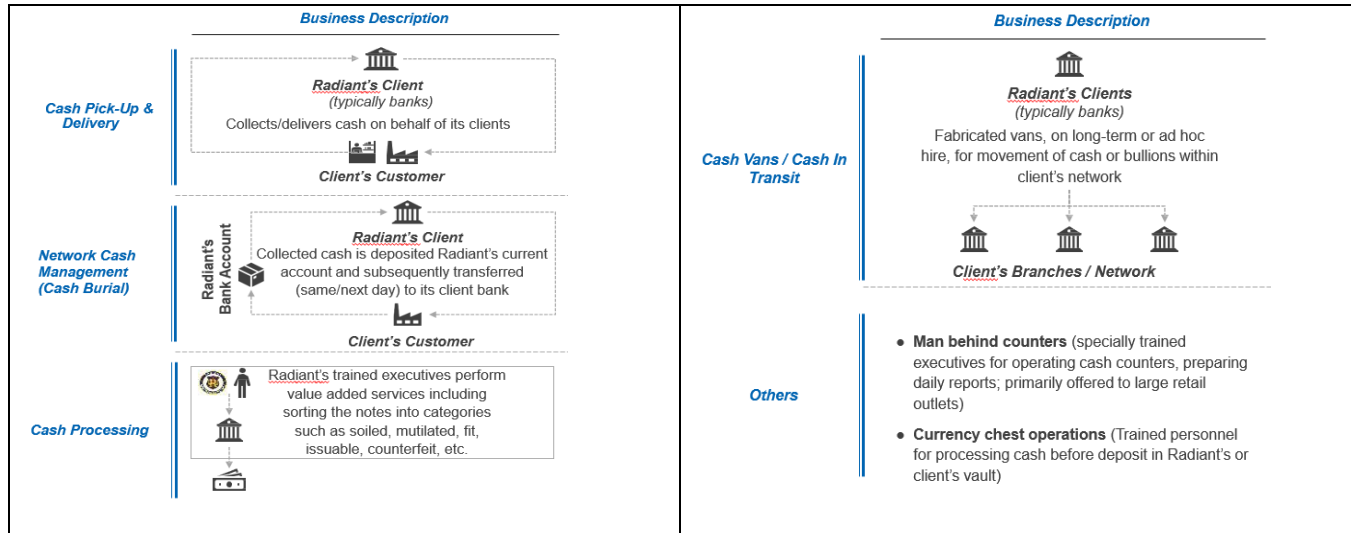 Business Description
Cash Pick-Up &
Delivery
Radiant's Client
(typically banks)
Collects/delivers cash on behalf of its clients
Client's Customer
Network Cash
Management
(Cash Burial)
Radiant's
Bank Account
Radiant's Client
Collected cash is deposited Radiant's current
account and subsequently transferred
(same/next day) to its client bank
Client's Customer
Cash Processing
Radiant's trained executives perform
value added services including
sorting the notes into categories
such as soiled, mutilated, fit,
issuable, counterfeit, etc.
Business Description
Cash Vans / Cash In
Transit
Radiant's Clients
(typically banks)
Fabricated vans, on long-term or ad hoc
hire, for movement of cash or bullions within
client's network
Client's Branches / Network
Others
● Man behind counters (specially trained
executives for operating cash counters, preparing
daily reports; primarily offered to large retail
outlets)
● Currency chest operations (Trained personnel
for processing cash before deposit in Radiant's or
client's vault)